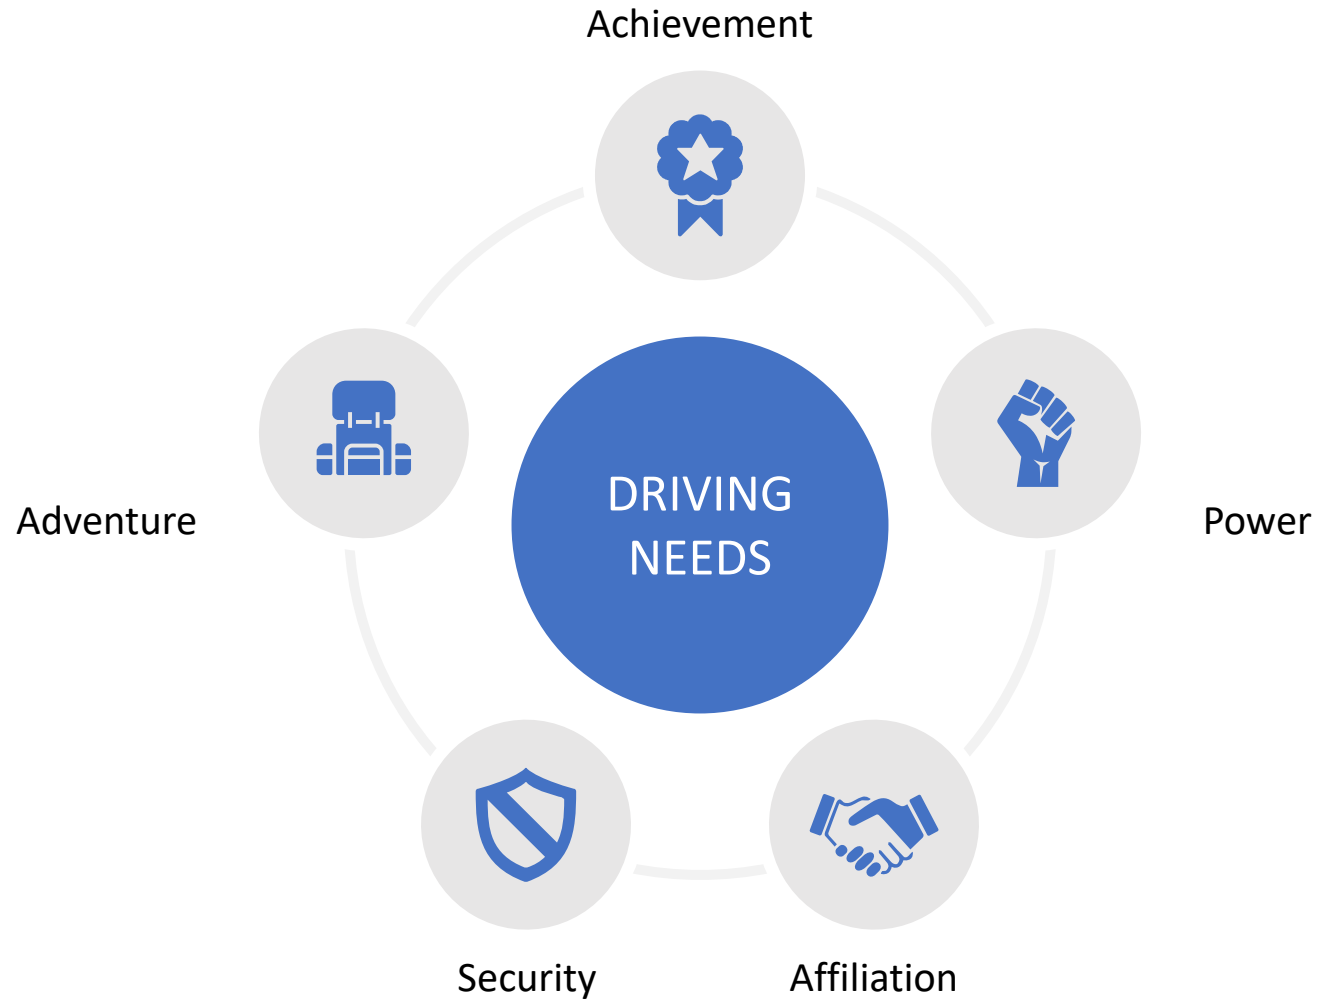 Achievement
DRIVING
NEEDS
Adventure
Power
Security
Affiliation